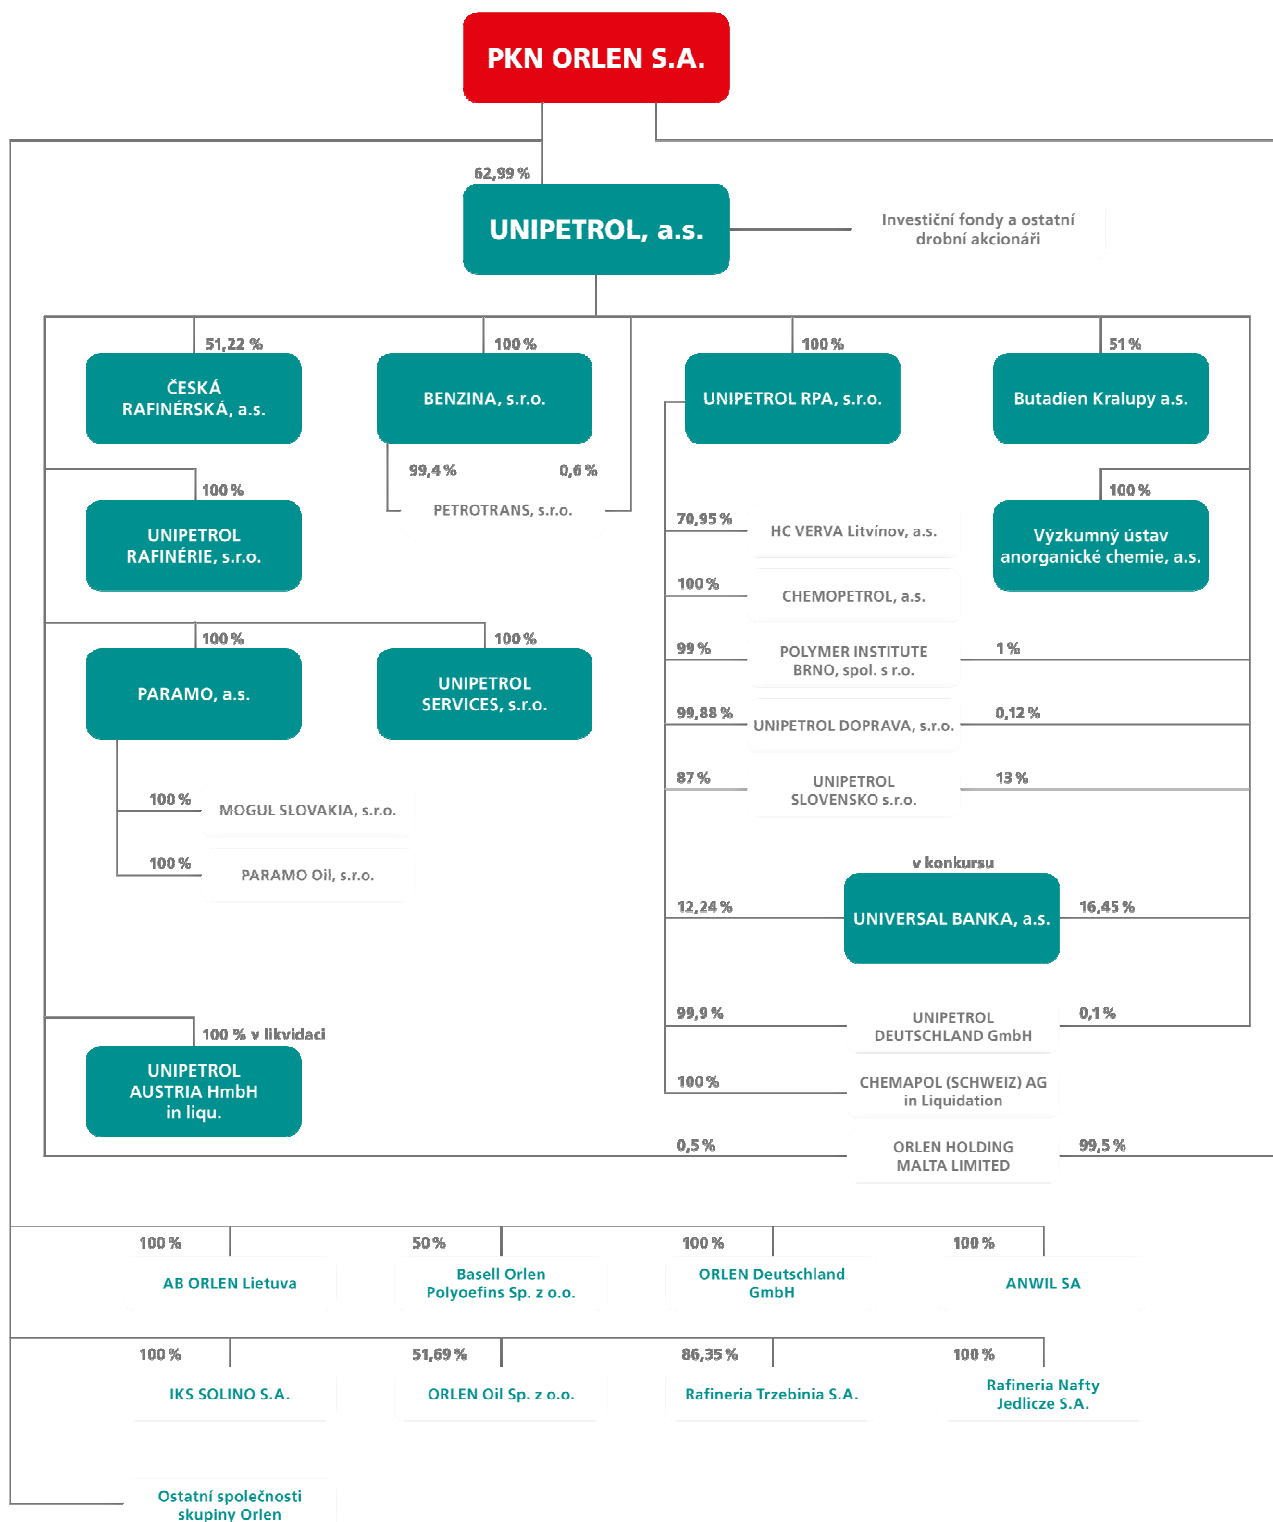 PKN ORLEN S.A.
62,99 %
UNIPETROL, a.s.
Investiční fondy a ostatní
drobní akcionáři
51,22 %
100 %
100 %
51 %
ČESKÁ
RAFINÉRSKÁ, a.s.
BENZINA, s.r.o.
UNIPETROL RPA, s.r.o.
Butadien Kralupy a.s.
99,4 %
0,6 %
PETROTRANS, s.r.o.
100 %
UNIPETROL
RAFINÉRIE, s.r.o.
100 %
Výzkumný ústav
anorganické chemie, a.s.
70,95 %
HC VERVA Litvínov, a.s.
100 %
CHEMOPETROL, a.s.
100 %
PARAMO, a.s.
100 %
UNIPETROL
SERVICES, s.r.o.
99 %
POLYMER INSTITUTE
BRNO, spol. s r.o.
1 %
99,88 %
UNIPETROL DOPRAVA, s.r.o.
0,12 %
87 %
UNIPETROL
SLOVENSKO s.r.o.
13 %
100 %
MOGUL SLOVAKIA, s.r.o.
100 %
PARAMO Oil, s.r.o.
v konkursu
12,24 %
UNIVERSAL BANKA, a.s.
16,45 %
99,9 %
UNIPETROL
DEUTSCHLAND GmbH
0,1 %
100 % v likvidaci
UNIPETROL
AUSTRIA HmbH
in liqu.
100 %
CHEMAPOL (SCHWEIZ) AG
in Liquidation
0,5 %
ORLEN HOLDING
MALTA LIMITED
99,5 %
100 %
50 %
100 %
100 %
AB ORLEN Lietuva
Basell Orlen
Polyoefins Sp. z o.o.
ORLEN Deutschland
GmbH
ANWIL SA
100 %
51,69 %
86,35 %
100 %
IKS SOLINO S.A.
ORLEN Oil Sp. z o.o.
Rafineria Trzebinia S.A.
Rafineria Nafty
Jedlicze S.A.
Ostatní společnosti
skupiny Orlen